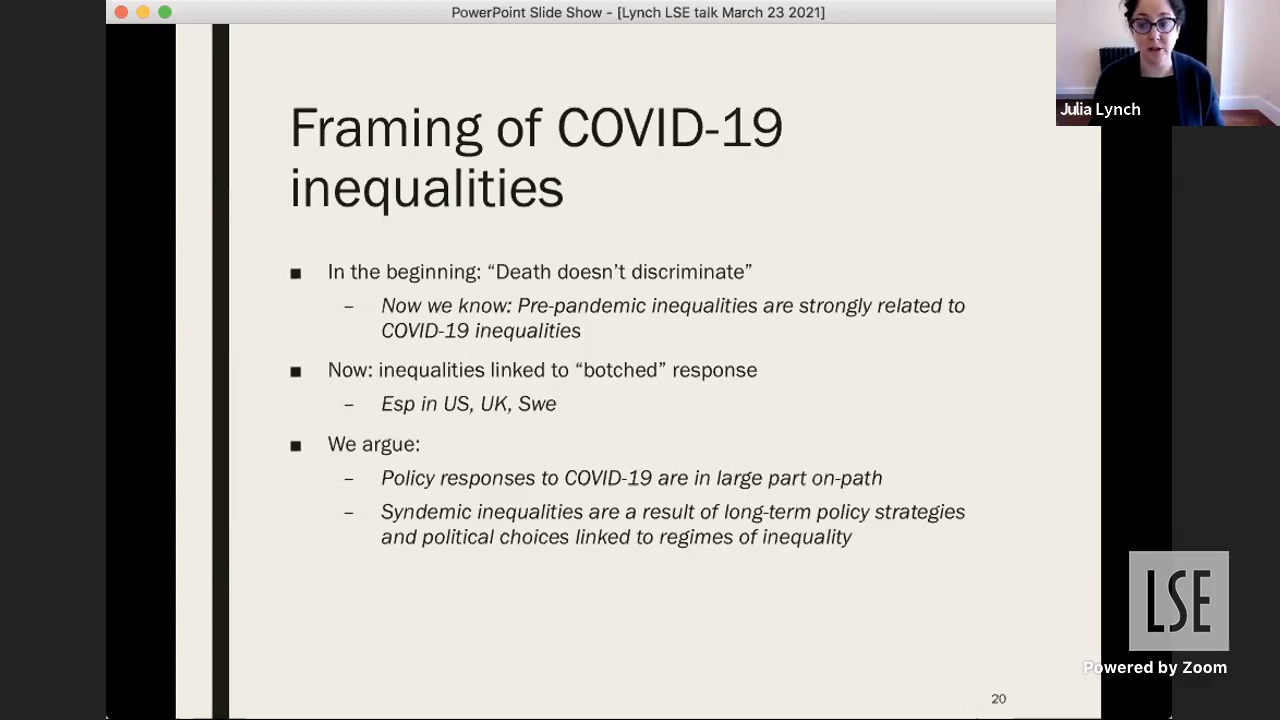 PowerPoint Slide Show - [Lynch LSE talk March 23 2021]
Julia Lynch
Framing of COVID-19
inequalities
■ In the beginning: “Death doesn’t discriminate”
– Now we know: Pre-pandemic inequalities are strongly related to
COVID-19 inequalities
■ Now: inequalities linked to “botched” response
– Esp in US, UK, Swe
■ We argue:
– Policy responses to COVID-19 are in large part on-path
– Syndemic inequalities are a result of long-term policy strategies
and political choices linked to regimes of inequality
LSE
Powered by Zoom
20